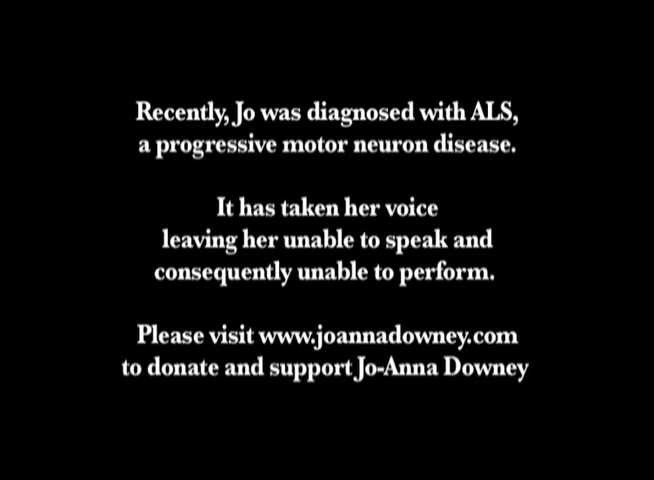 Recently, Jo was diagnosed with ALS,
a progressive motor neuron disease.
It has taken her voice
leaving her unable to speak and
consequently unable to perform.
Please visit www.joannadowney.com
to donate and support Jo-Anna Downey